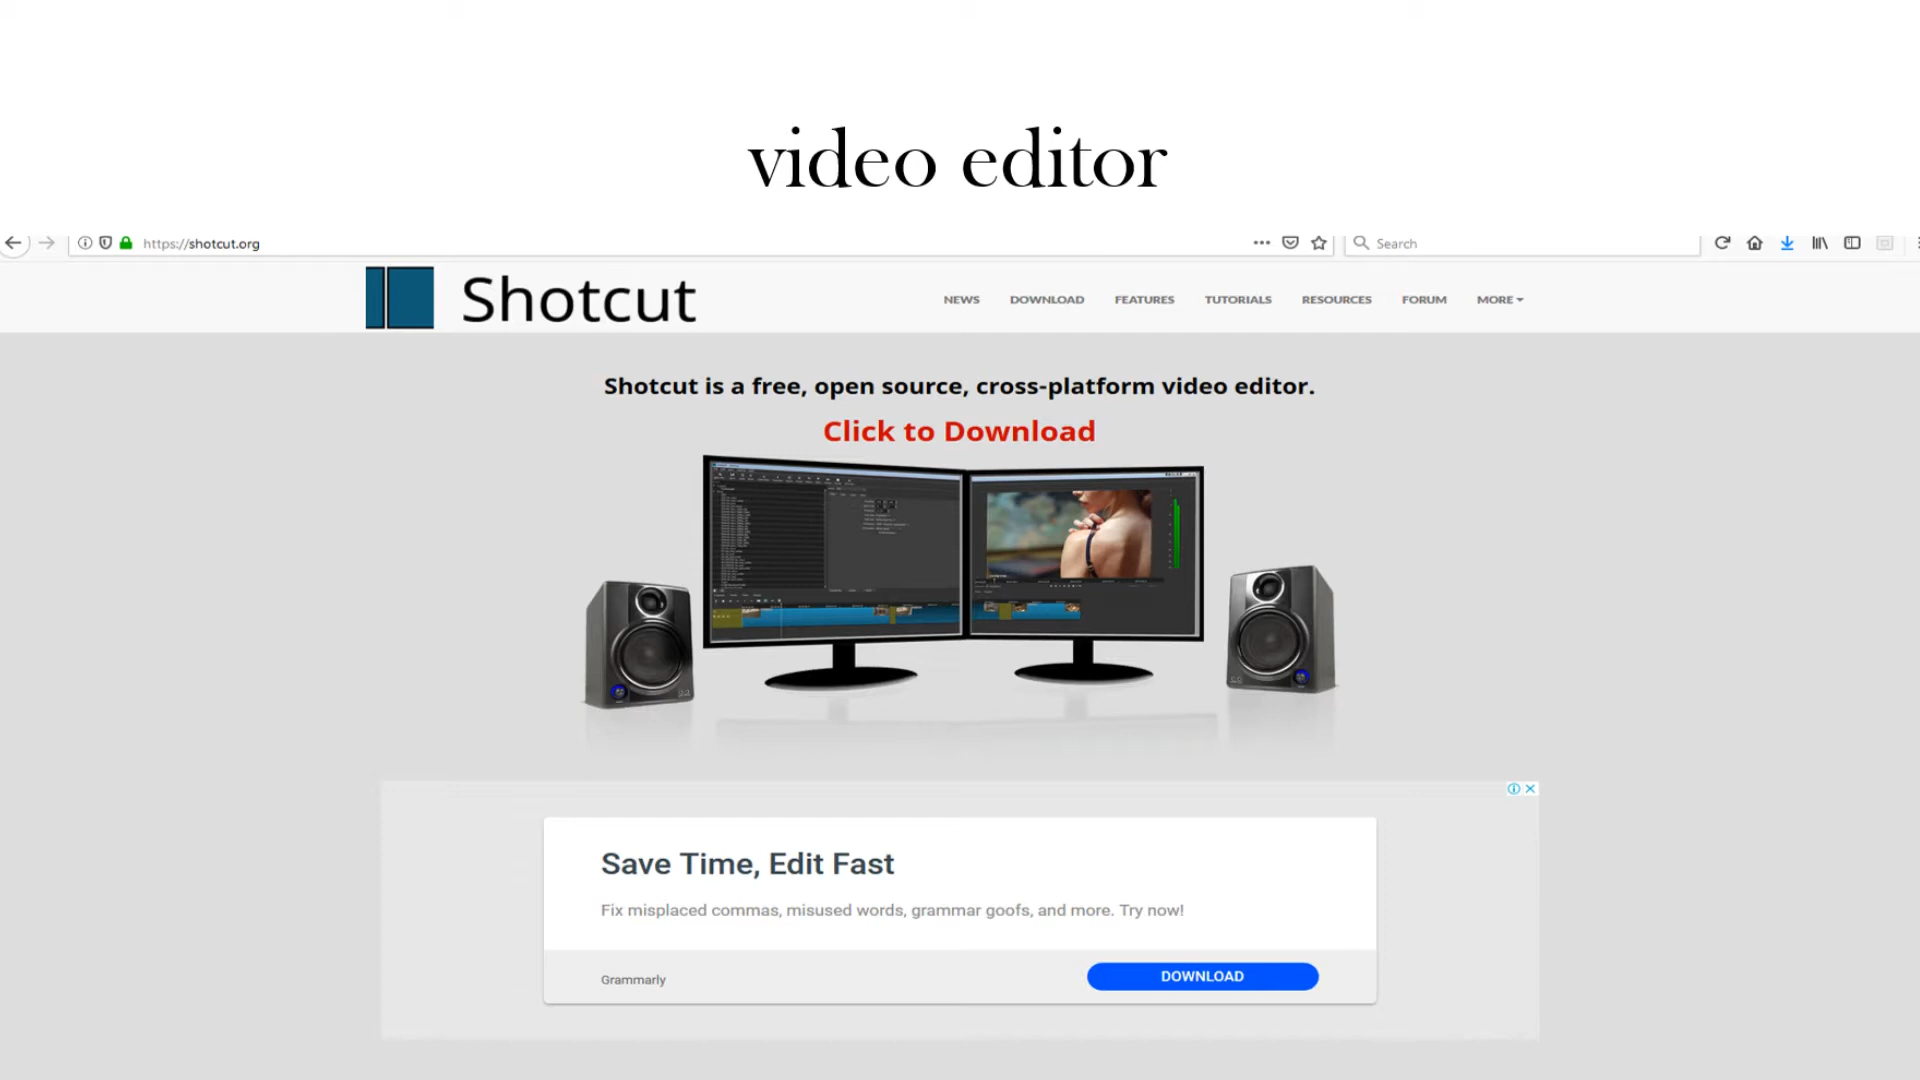 video editor
https://shotcut.org
Search
Shotcut
NEWS DOWNLOAD FEATURES TUTORIALS RESOURCES FORUM MORE
Shotcut is a free, open source, cross-platform video editor.
Click to Download
Save Time, Edit Fast
Fix misplaced commas, misused words, grammar goofs, and more. Try now!
Grammarly
DOWNLOAD